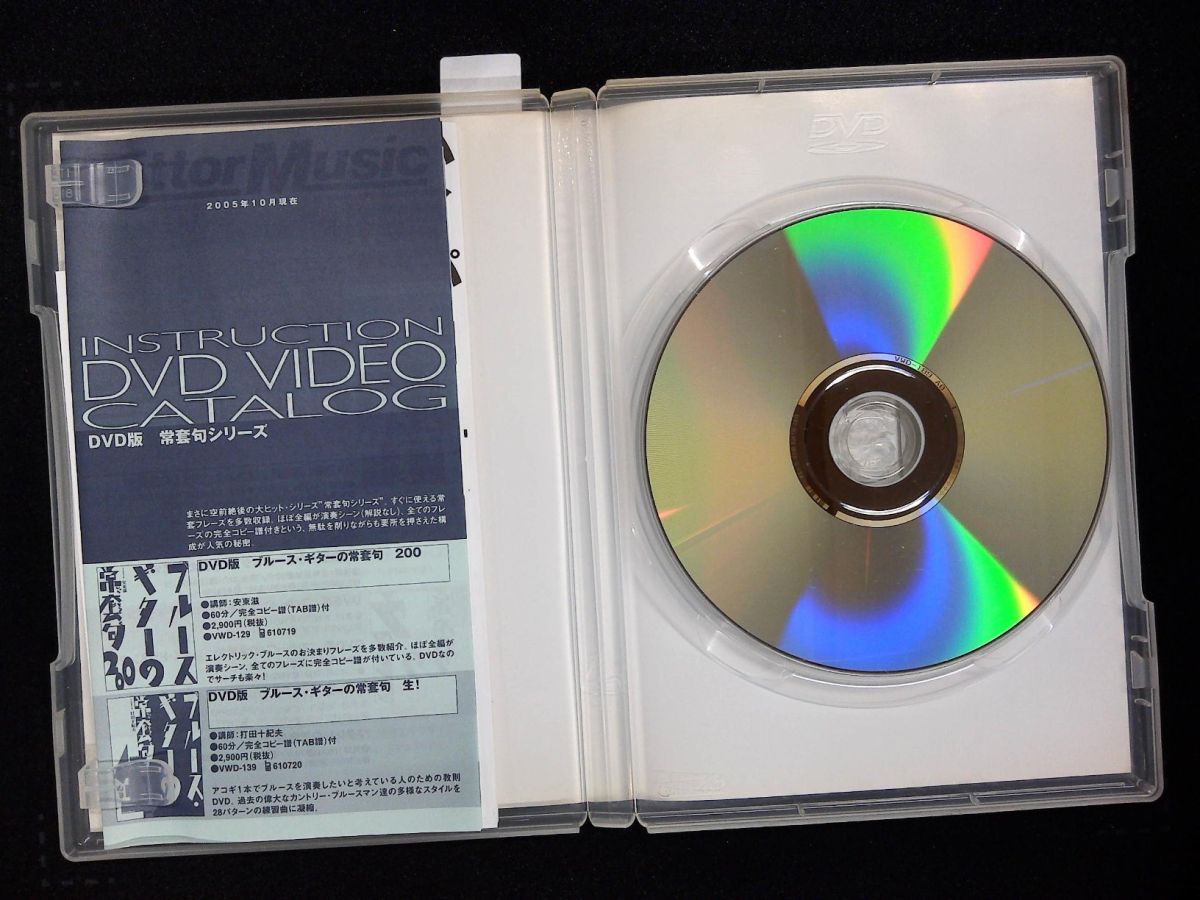 RittorMusic
2005年10月現在
INSTRUCTION
DVD VIDEO
CATALOG
DVD版 常套句シリーズ
まさに空前絶後の大ヒット・シリーズ"常套句シリーズ"。すぐに使える常
套フレーズを多数収録。ほぼ全編が演奏シーン(解説なし)、全てのフレ
ーズの完全コピー譜付きという、無駄を削りながらも要所を押さえた構
成が人気の秘密。
ブルース・
ギターの
常套句200
DVD版 ブルース・ギターの常套句 200
●講師:安東滋
●60分/完全コピー譜(TAB譜)付
●2,900円(税抜)
●VWD-129 610719
エレクトリック・ブルースのお決まりフレーズを多数紹介。ほぼ全編が
演奏シーン、全てのフレーズに完全コピー譜が付いている。DVDなの
でサーチも楽々!
ブルース・
ギターの
DVD版 ブルース・ギターの常套句 生!
●講師:打田十紀夫
●60分/完全コピー譜(TAB譜)付
●2,900円(税抜)
●VWD-139 610720
アコギ1本でブルースを演奏したいと考えている人のための教則
DVD。過去の偉大なカントリー・ブルースマン達の多様なスタイルを
28パターンの練習曲に凝縮。
DVD